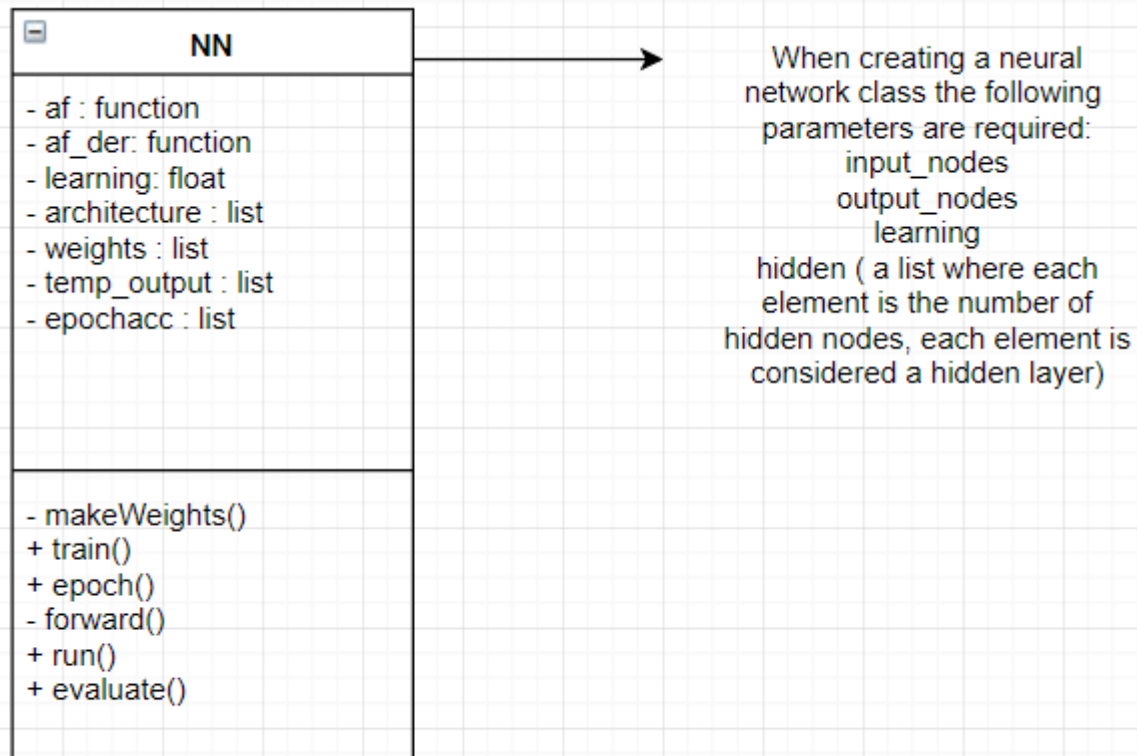 NN
- af : function
- af_der: function
- learning: float
- architecture : list
- weights : list
- temp_output : list
- epochacc : list
- makeWeights()
+ train()
+ epoch()
- forward()
+ run()
+ evaluate()
When creating a neural
network class the following
parameters are required:
input_nodes
output_nodes
learning
hidden ( a list where each
element is the number of
hidden nodes, each element is
considered a hidden layer)